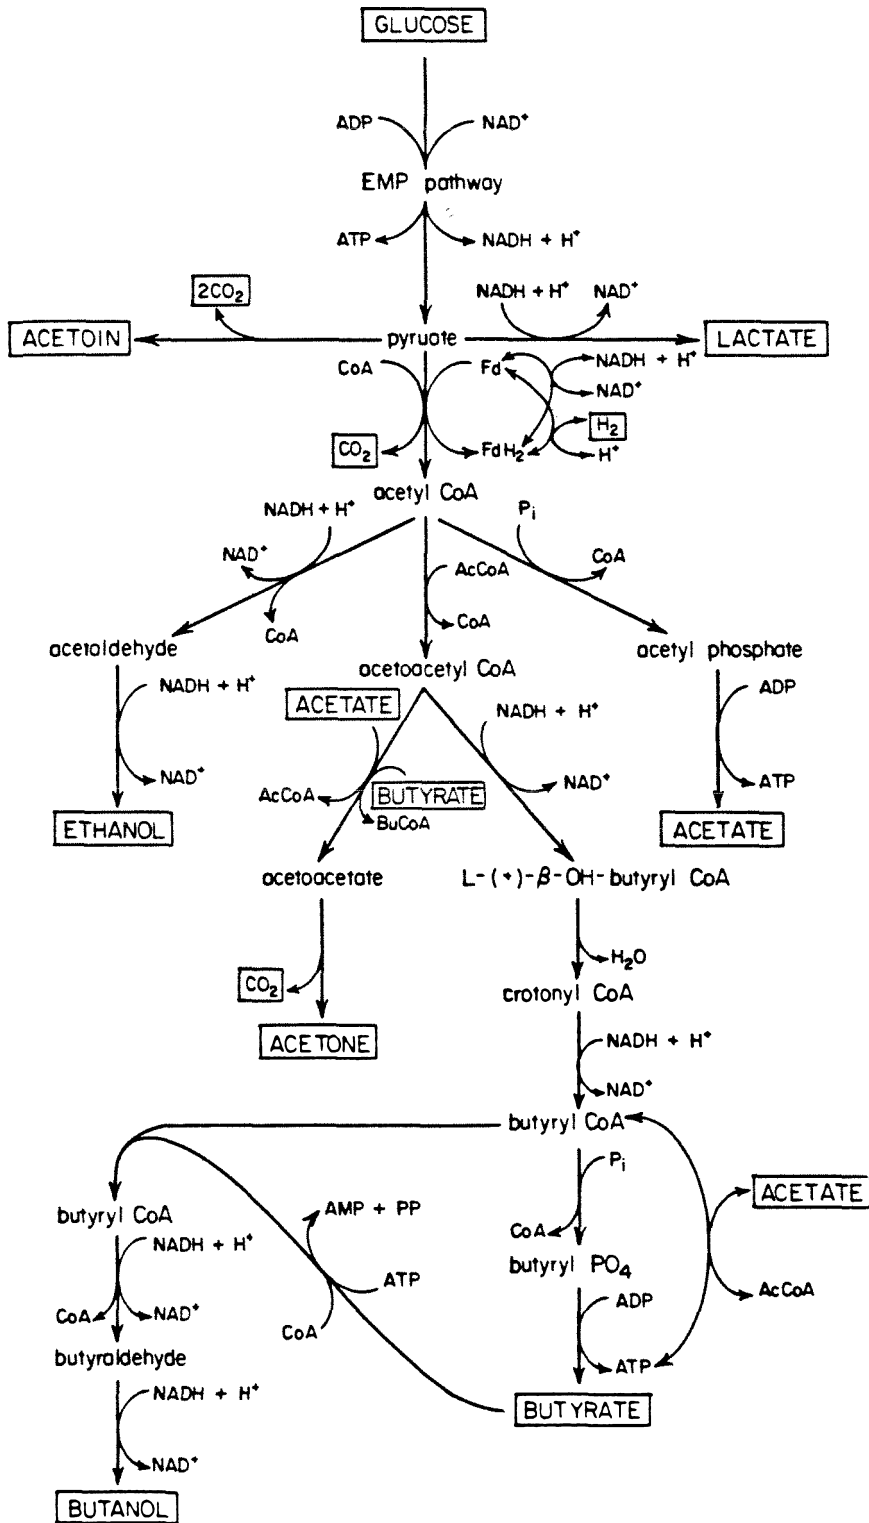 GLUCOSE
ADP NAD⁺
EMP pathway
ATP NADH + H⁺
2CO₂ NADH + H⁺ NAD⁺
ACETOIN pyruate LACTATE
CoA Fd NADH + H⁺
NAD⁺
H₂
CO₂ FdH₂ H⁺
acetyl CoA
NADH + H⁺ Pᵢ
NAD⁺ AcCoA CoA
CoA CoA
acetaldehyde acetoacetyl CoA acetyl phosphate
NADH + H⁺ ACETATE NADH + H⁺ ADP
NAD⁺ AcCoA BUTYRATE NAD⁺ ATP
BuCoA
ETHANOL ACETATE
acetoacetate L-(+)-β-OH-butyryl CoA
H₂O
CO₂ crotonyl CoA
ACETONE NADH + H⁺
NAD⁺
butyryl CoA
Pᵢ
ACETATE
butyryl CoA AMP + PP CoA
NADH + H⁺ ATP butyryl PO₄
AcCoA
CoA NAD⁺ CoA ADP
butyraldehyde ATP
NADH + H⁺ BUTYRATE
NAD⁺
BUTANOL